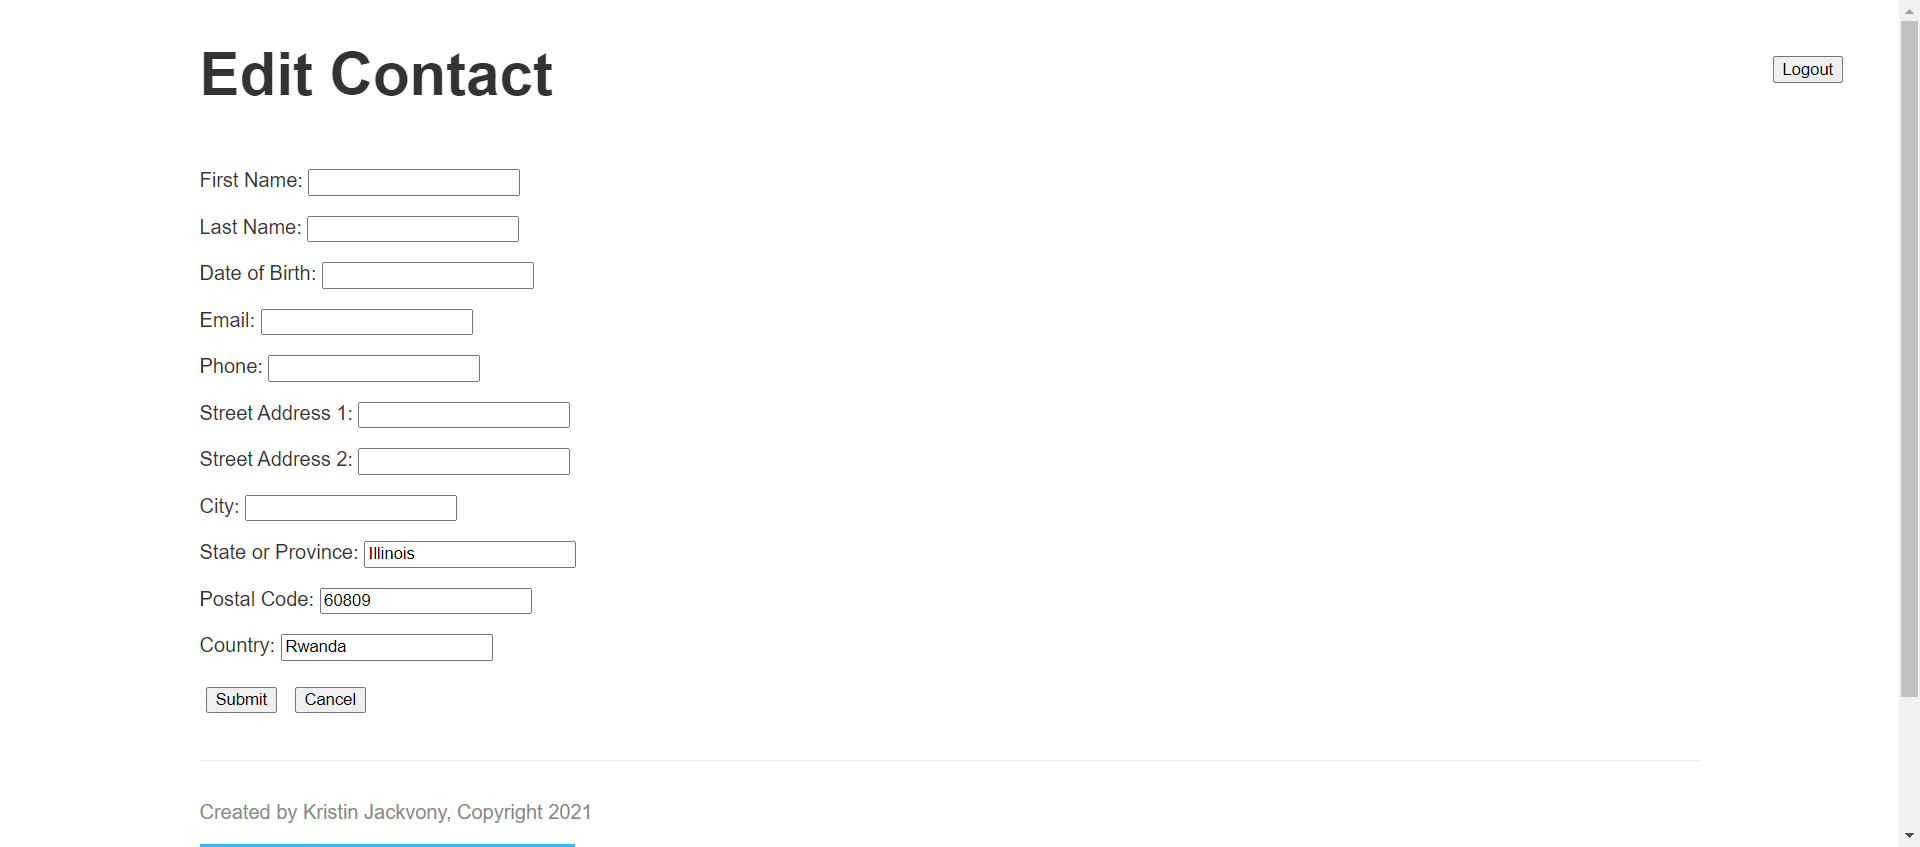 Edit Contact
Logout
First Name:
Last Name:
Date of Birth:
Email:
Phone:
Street Address 1:
Street Address 2:
City:
State or Province: Illinois
Postal Code: 60809
Country: Rwanda
Submit Cancel
Created by Kristin Jackvony, Copyright 2021